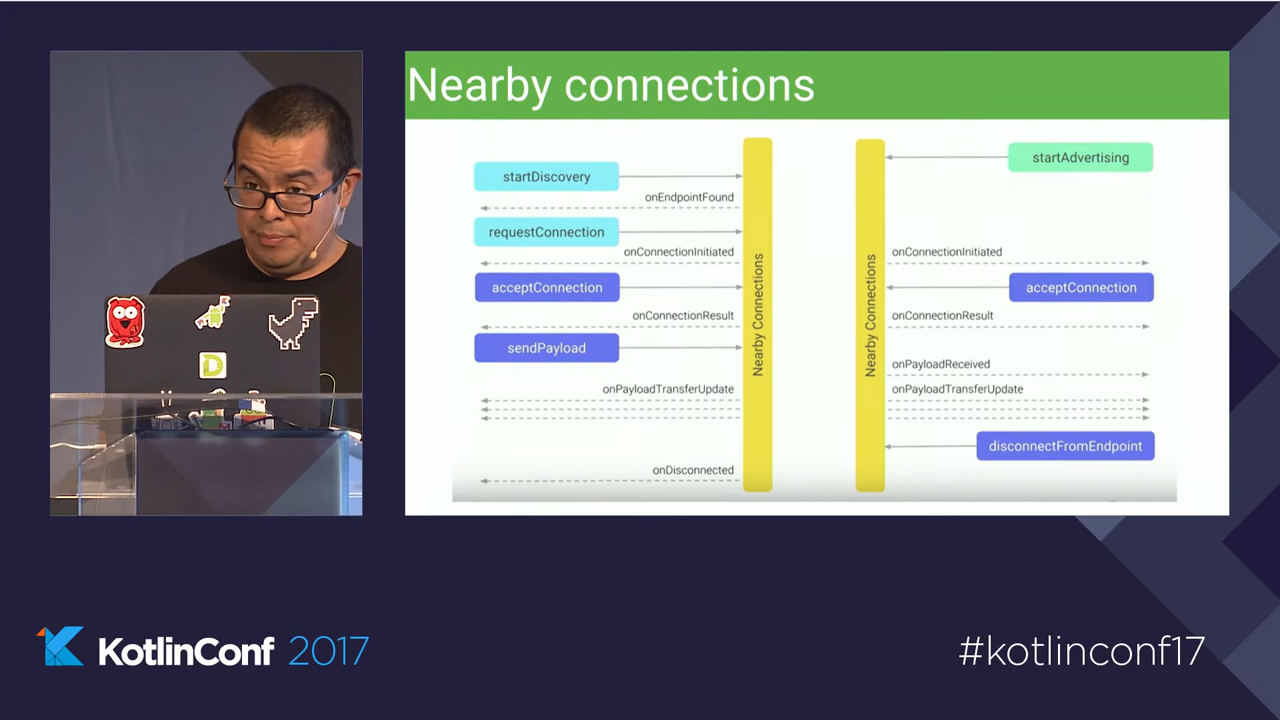 Nearby connections
startDiscovery
startAdvertising
onEndpointFound
requestConnection
onConnectionInitiated
onConnectionInitiated
acceptConnection
acceptConnection
onConnectionResult
onConnectionResult
sendPayload
onPayloadReceived
onPayloadTransferUpdate
onPayloadTransferUpdate
disconnectFromEndpoint
onDisconnected
Nearby Connections
Nearby Connections
D
KotlinConf 2017
#kotlinconf17